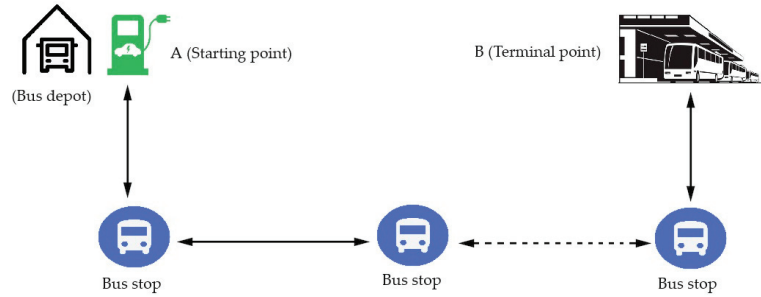 A (Starting point)
B (Terminal point)
(Bus depot)
Bus stop
Bus stop
Bus stop